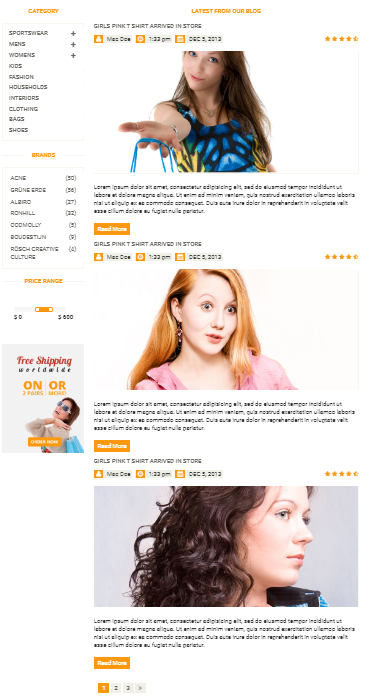 CATEGORY
SPORTSWEAR +
MENS +
WOMENS +
KIDS
FASHION
HOUSEHOLDS
INTERIORS
CLOTHING
BAGS
SHOES
BRANDS
ACNE (50)
GRÜNE ERDE (56)
ALBIRO (27)
RONHILL (32)
ODDMOLLY (5)
BOUDESTIJN (9)
RÖSCH CREATIVE (4)
CULTURE
PRICE RANGE
$ 0 $ 600
Free Shipping
worldwide
ON OR
2 PAIRS MORE!
ORDER NOW
LATEST FROM OUR BLOG
GIRLS PINK T SHIRT ARRIVED IN STORE
Mac Doe 1:33 pm DEC 5, 2013
Lorem ipsum dolor sit amet, consectetur adipisicing elit, sed do eiusmod tempor incididunt ut
labore et dolore magna aliqua. Ut enim ad minim veniam, quis nostrud exercitation ullamco laboris
nisi ut aliquip ex ea commodo consequat. Duis aute irure dolor in reprehenderit in voluptate velit
esse cillum dolore eu fugiat nulla pariatur.
Read More
GIRLS PINK T SHIRT ARRIVED IN STORE
Mac Doe 1:33 pm DEC 5, 2013
Lorem ipsum dolor sit amet, consectetur adipisicing elit, sed do eiusmod tempor incididunt ut
labore et dolore magna aliqua. Ut enim ad minim veniam, quis nostrud exercitation ullamco laboris
nisi ut aliquip ex ea commodo consequat. Duis aute irure dolor in reprehenderit in voluptate velit
esse cillum dolore eu fugiat nulla pariatur.
Read More
GIRLS PINK T SHIRT ARRIVED IN STORE
Mac Doe 1:33 pm DEC 5, 2013
Lorem ipsum dolor sit amet, consectetur adipisicing elit, sed do eiusmod tempor incididunt ut
labore et dolore magna aliqua. Ut enim ad minim veniam, quis nostrud exercitation ullamco laboris
nisi ut aliquip ex ea commodo consequat. Duis aute irure dolor in reprehenderit in voluptate velit
esse cillum dolore eu fugiat nulla pariatur.
Read More
1 2 3 »